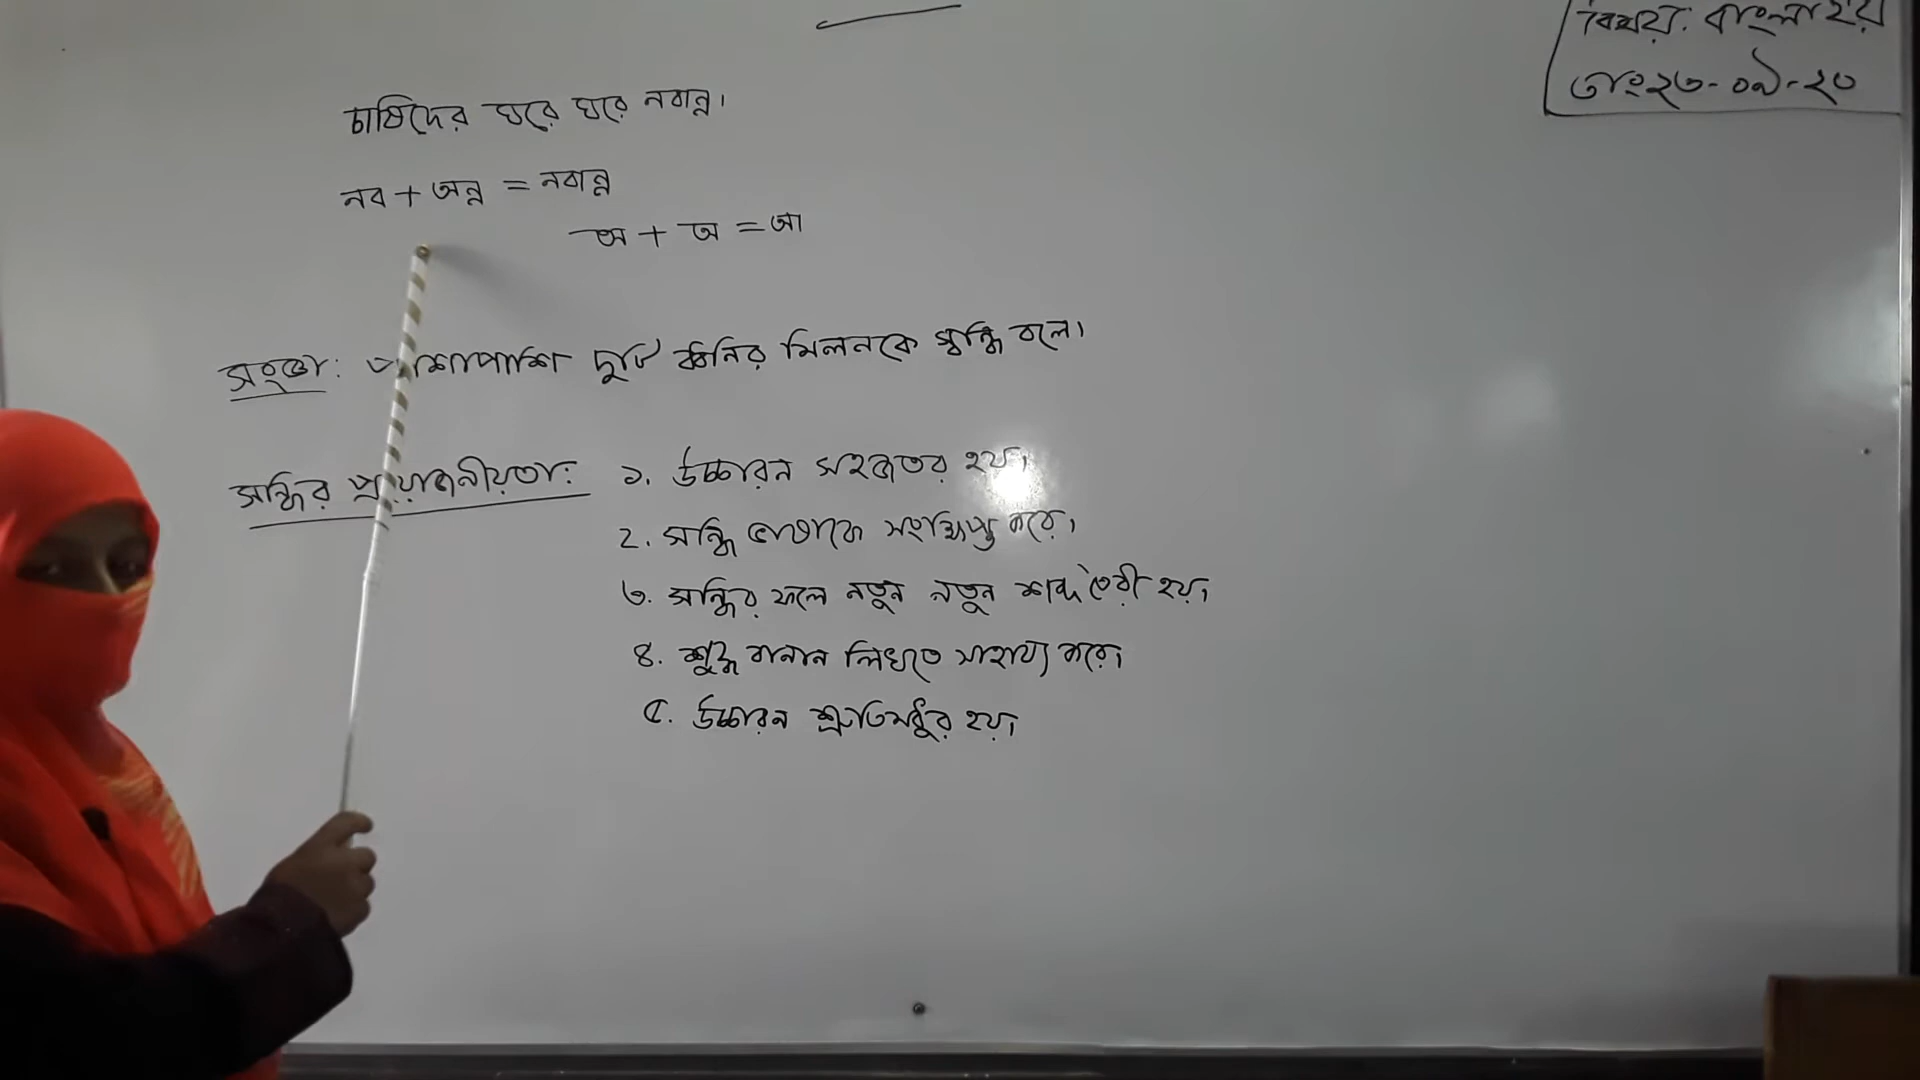 বিষয়: বাংলা ২য়
তাং ২৩-০৯-২০
চাষিদের ঘরে ঘরে নবান্ন।
নব + অন্ন = নবান্ন
অ + অ = আ
সংজ্ঞা: পাশাপাশি দুটি ধ্বনির মিলনকে সন্ধি বলে।
সন্ধির প্রয়োজনীয়তা: ১. উচ্চারন সহজতর হয়।
২. সন্ধি ভাষাকে সংক্ষিপ্ত করে।
৩. সন্ধির ফলে নতুন নতুন শব্দ তৈরী হয়।
৪. শুদ্ধ বানান লিখতে সাহায্য করে।
৫. উচ্চারন শ্রুতিমধুর হয়।